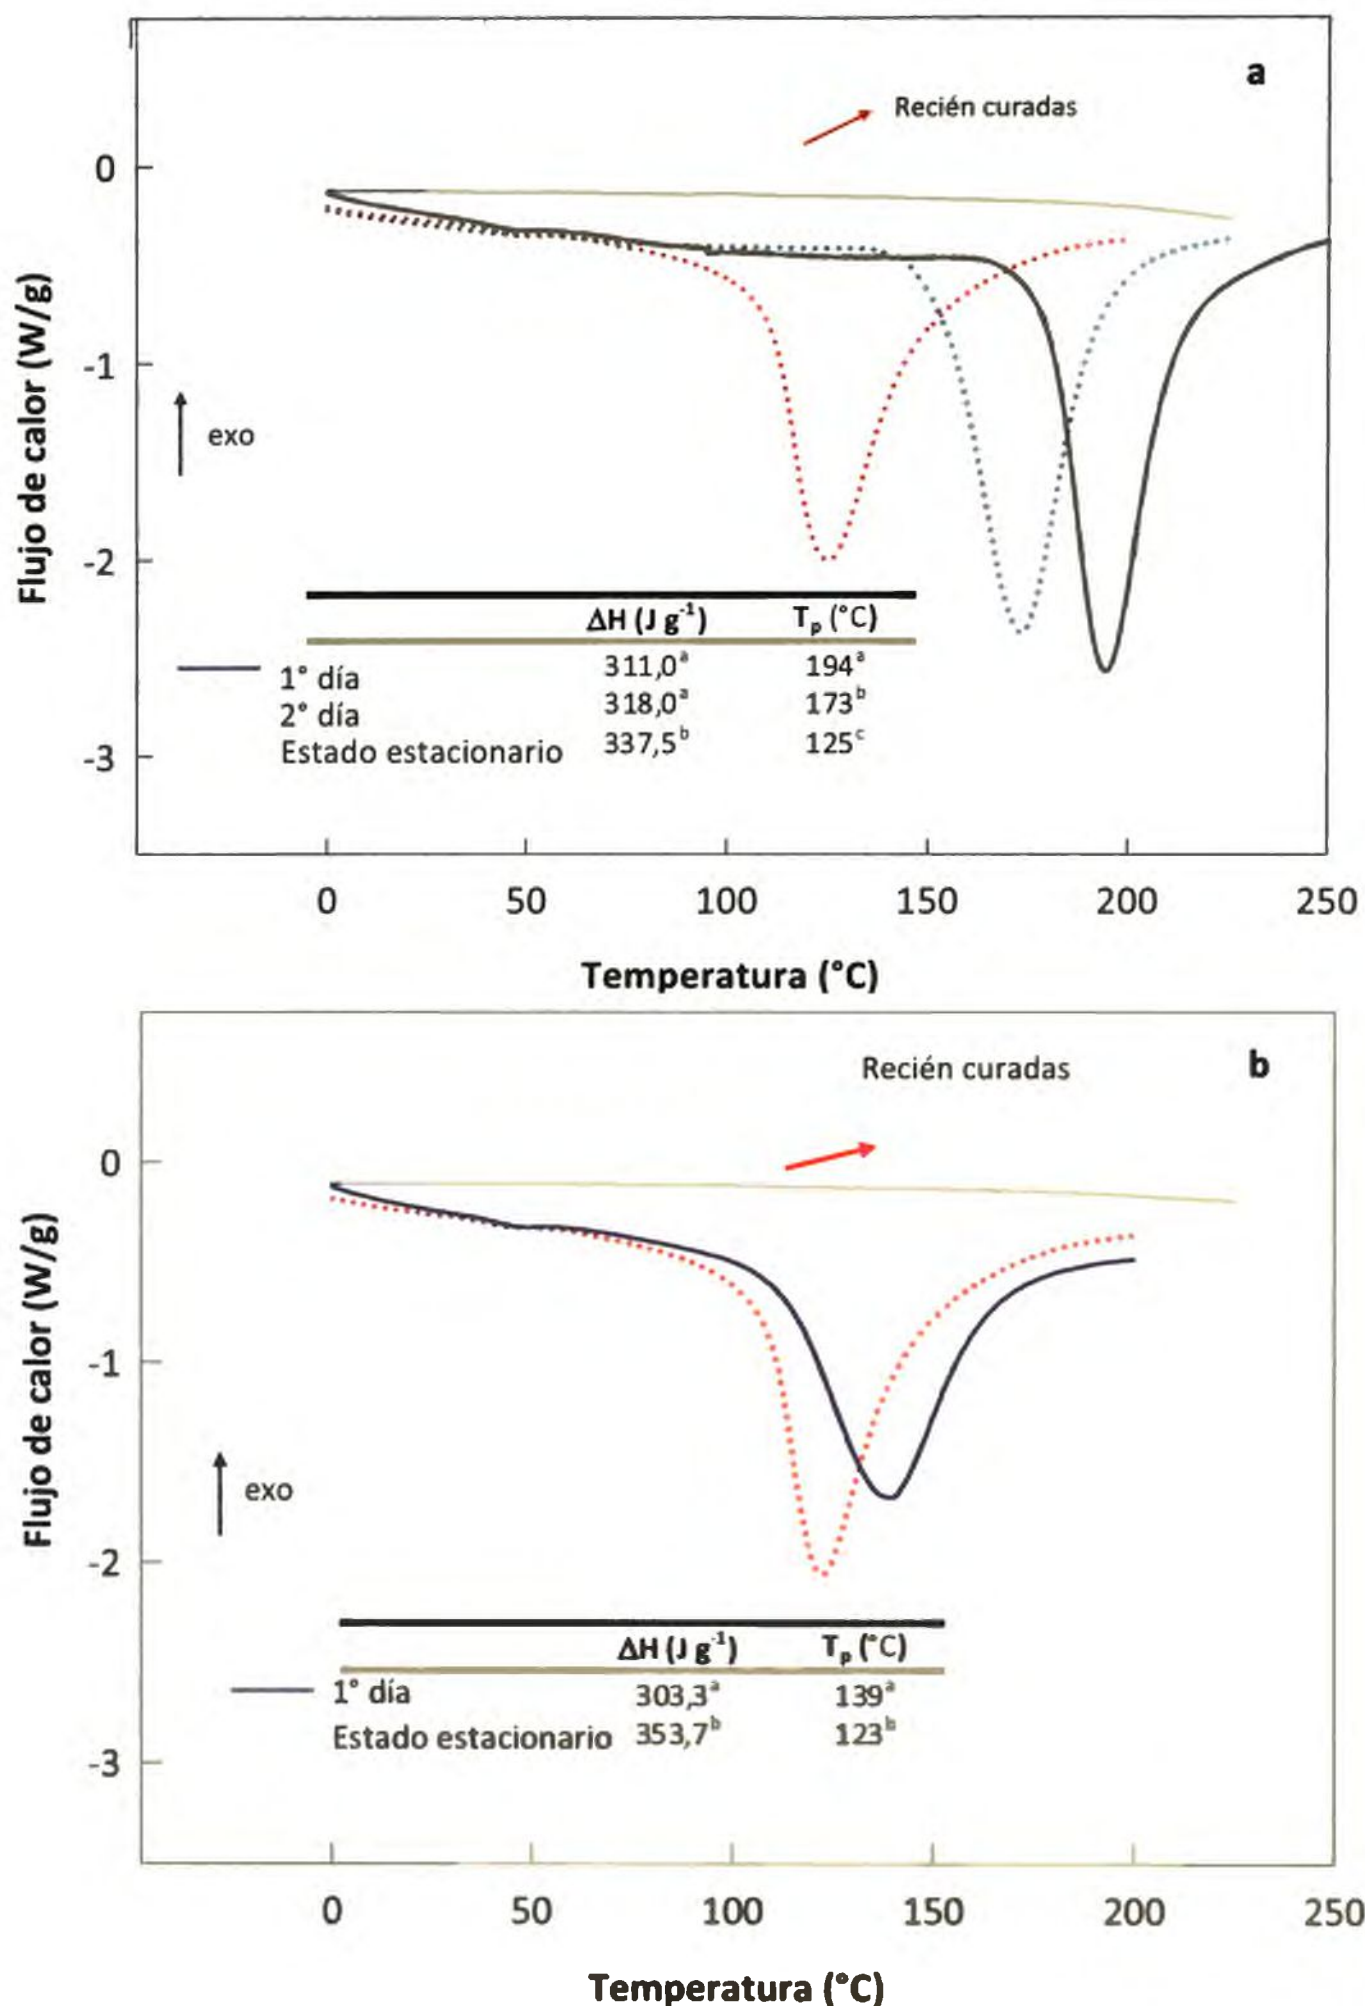 a
Recién curadas
0
-1
-2
-3
Flujo de calor (W/g)
exo
ΔH (J g⁻¹) Tₚ (°C)
1° día 311,0ᵃ 194ᵃ
2° día 318,0ᵃ 173ᵇ
Estado estacionario 337,5ᵇ 125ᶜ
0 50 100 150 200 250
Temperatura (°C)
b
Recién curadas
0
-1
-2
-3
Flujo de calor (W/g)
exo
ΔH (J g⁻¹) Tₚ (°C)
1° día 303,3ᵃ 139ᵃ
Estado estacionario 353,7ᵇ 123ᵇ
0 50 100 150 200 250
Temperatura (°C)